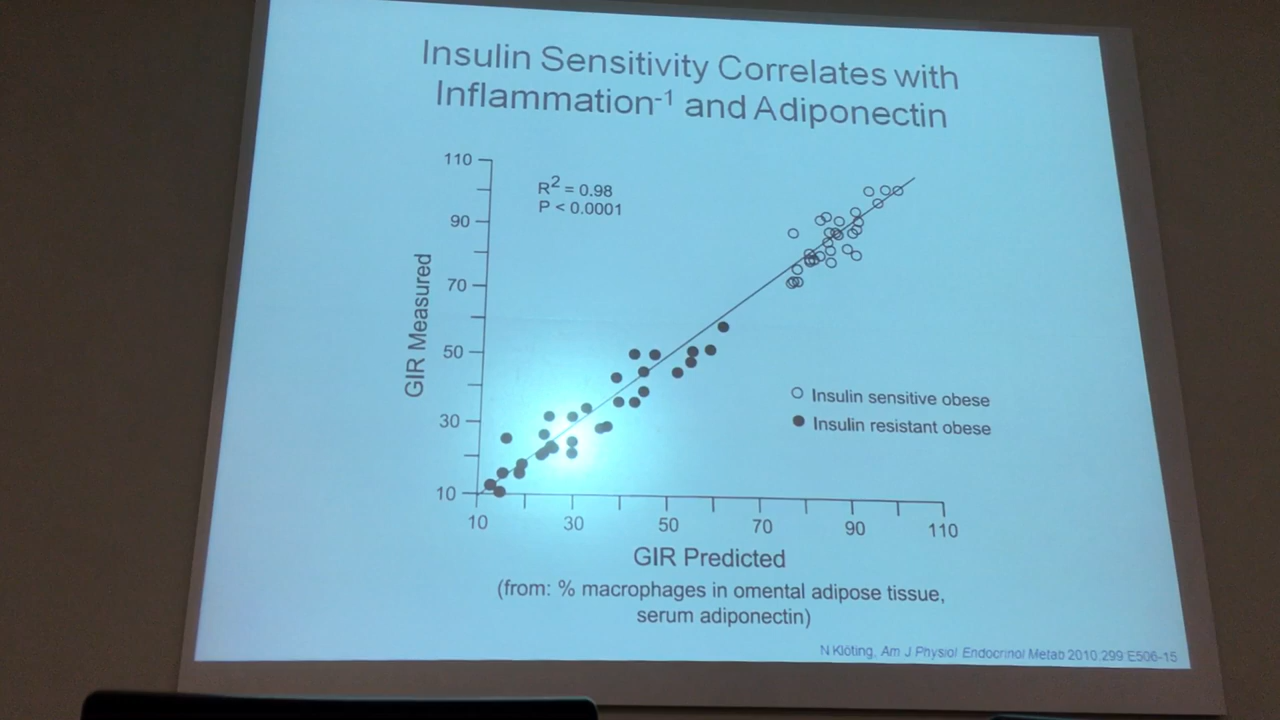 Insulin Sensitivity Correlates with
Inflammation-1 and Adiponectin
R2 = 0.98
P < 0.0001
110
90
70
50
30
10
GIR Measured
Insulin sensitive obese
Insulin resistant obese
10 30 50 70 90 110
GIR Predicted
(from: % macrophages in omental adipose tissue,
serum adiponectin)
N Klöting, Am J Physiol Endocrinol Metab 2010 299:E506-15